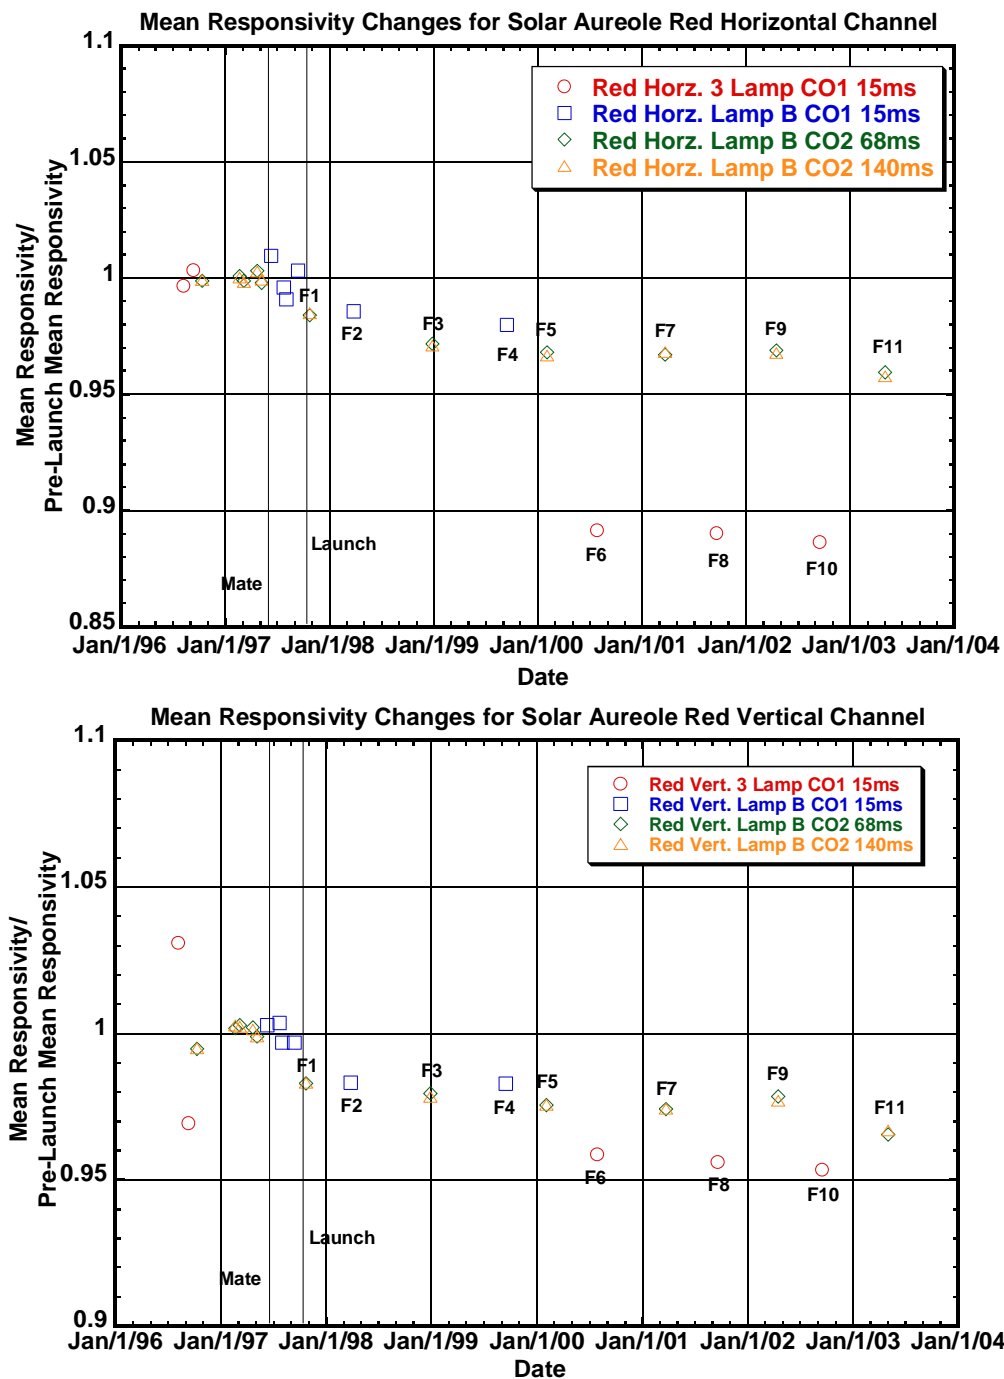 Mean Responsivity Changes for Solar Aureole Red Horizontal Channel
1.1
1.05
1
0.95
0.9
0.85
Mean Responsivity/
Pre-Launch Mean Responsivity
Red Horz. 3 Lamp CO1 15ms
Red Horz. Lamp B CO1 15ms
Red Horz. Lamp B CO2 68ms
Red Horz. Lamp B CO2 140ms
F1
F2
F3
F4
F5
F6
F7
F8
F9
F10
F11
Launch
Mate
Jan/1/96 Jan/1/97 Jan/1/98 Jan/1/99 Jan/1/00 Jan/1/01 Jan/1/02 Jan/1/03 Jan/1/04
Date
Mean Responsivity Changes for Solar Aureole Red Vertical Channel
1.1
1.05
1
0.95
0.9
Mean Responsivity/
Pre-Launch Mean Responsivity
Red Vert. 3 Lamp CO1 15ms
Red Vert. Lamp B CO1 15ms
Red Vert. Lamp B CO2 68ms
Red Vert. Lamp B CO2 140ms
F1
F2
F3
F4
F5
F6
F7
F8
F9
F10
F11
Launch
Mate
Jan/1/96 Jan/1/97 Jan/1/98 Jan/1/99 Jan/1/00 Jan/1/01 Jan/1/02 Jan/1/03 Jan/1/04
Date